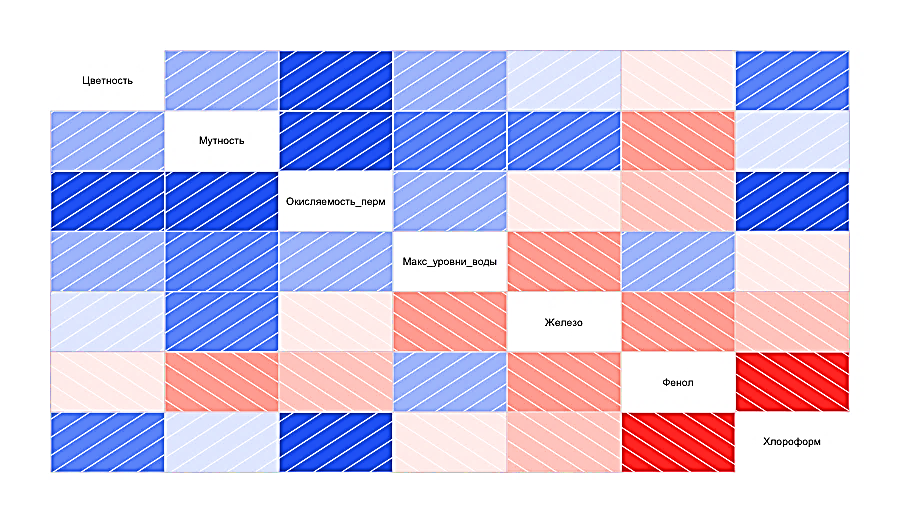 Цветность
Мутность
Окисляемость_перм
Макс_уровни_воды
Железо
Фенол
Хлороформ